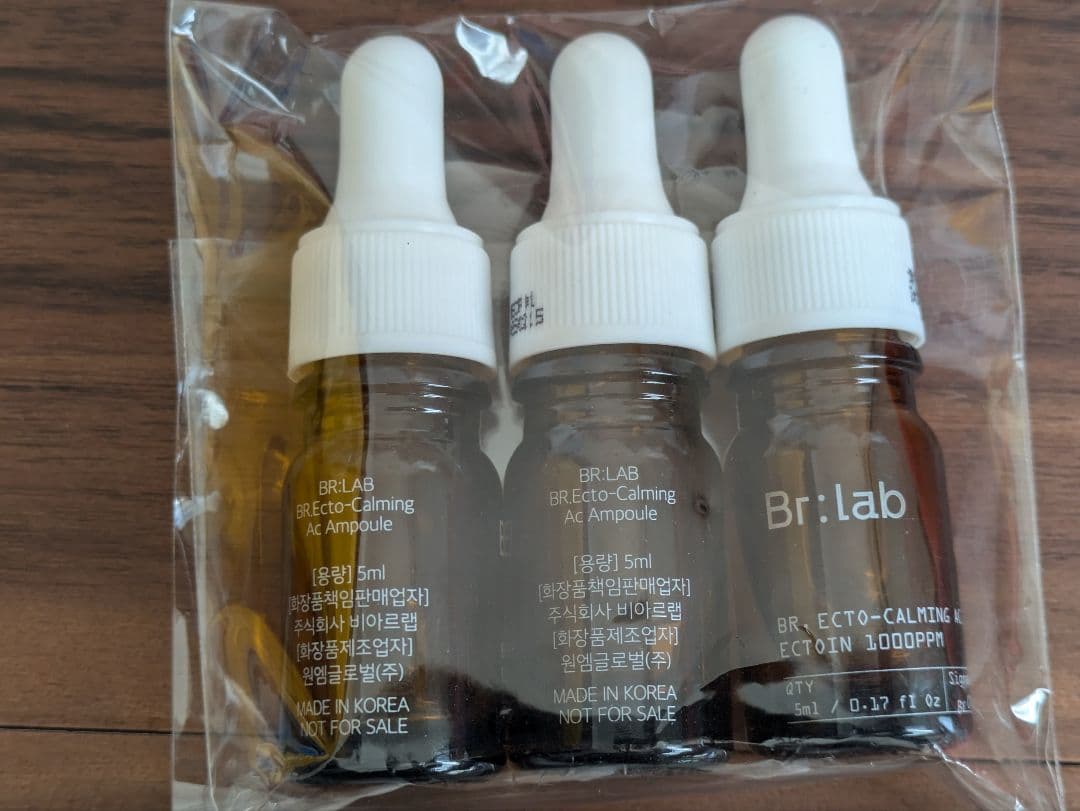 BR:LAB
BR.Ecto-Calming
Ac Ampoule
[용량] 5ml
[화장품책임판매업자]
주식회사 비아르랩
[화장품제조업자]
원엠글로벌(주)
MADE IN KOREA
NOT FOR SALE
BR:LAB
BR.Ecto-Calming
Ac Ampoule
[용량] 5ml
[화장품책임판매업자]
주식회사 비아르랩
[화장품제조업자]
원엠글로벌(주)
MADE IN KOREA
NOT FOR SALE
Br:lab
BR. ECTO-CALMING
ECTOIN 1000PPM
QTY
5ml / 0.17 fl Oz